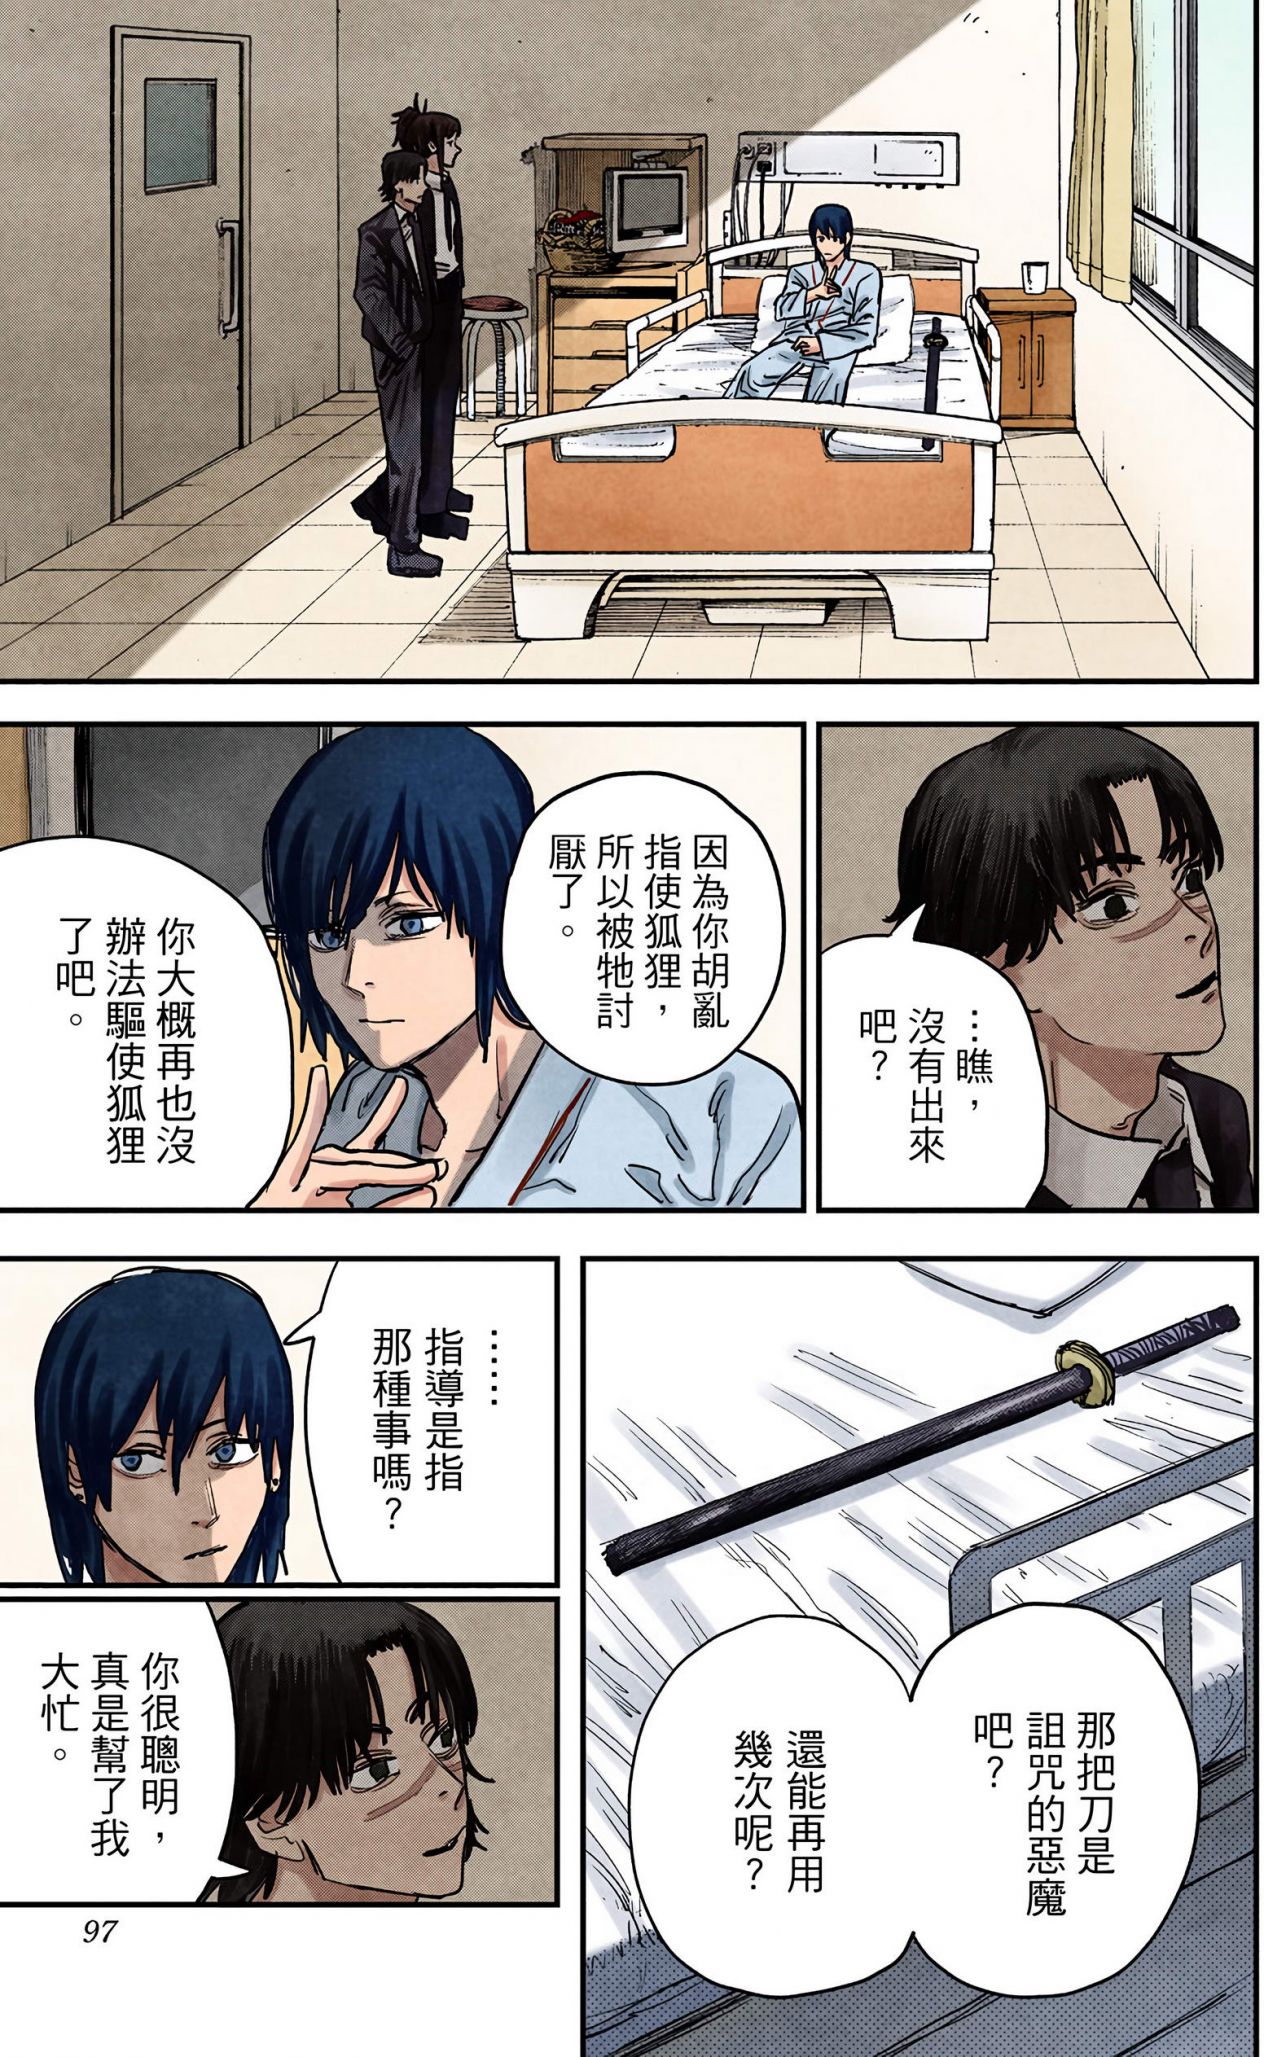 …瞧，
沒有出來
吧？
因為你胡亂
指使狐狸，
所以被牠討
厭了。
你大概再也沒
辦法驅使狐狸
了吧。
那把刀是
詛咒的惡魔
吧？
還能再用
幾次呢？
……
指導是指
那種事嗎？
你很聰明，
真是幫了我
大忙。
97